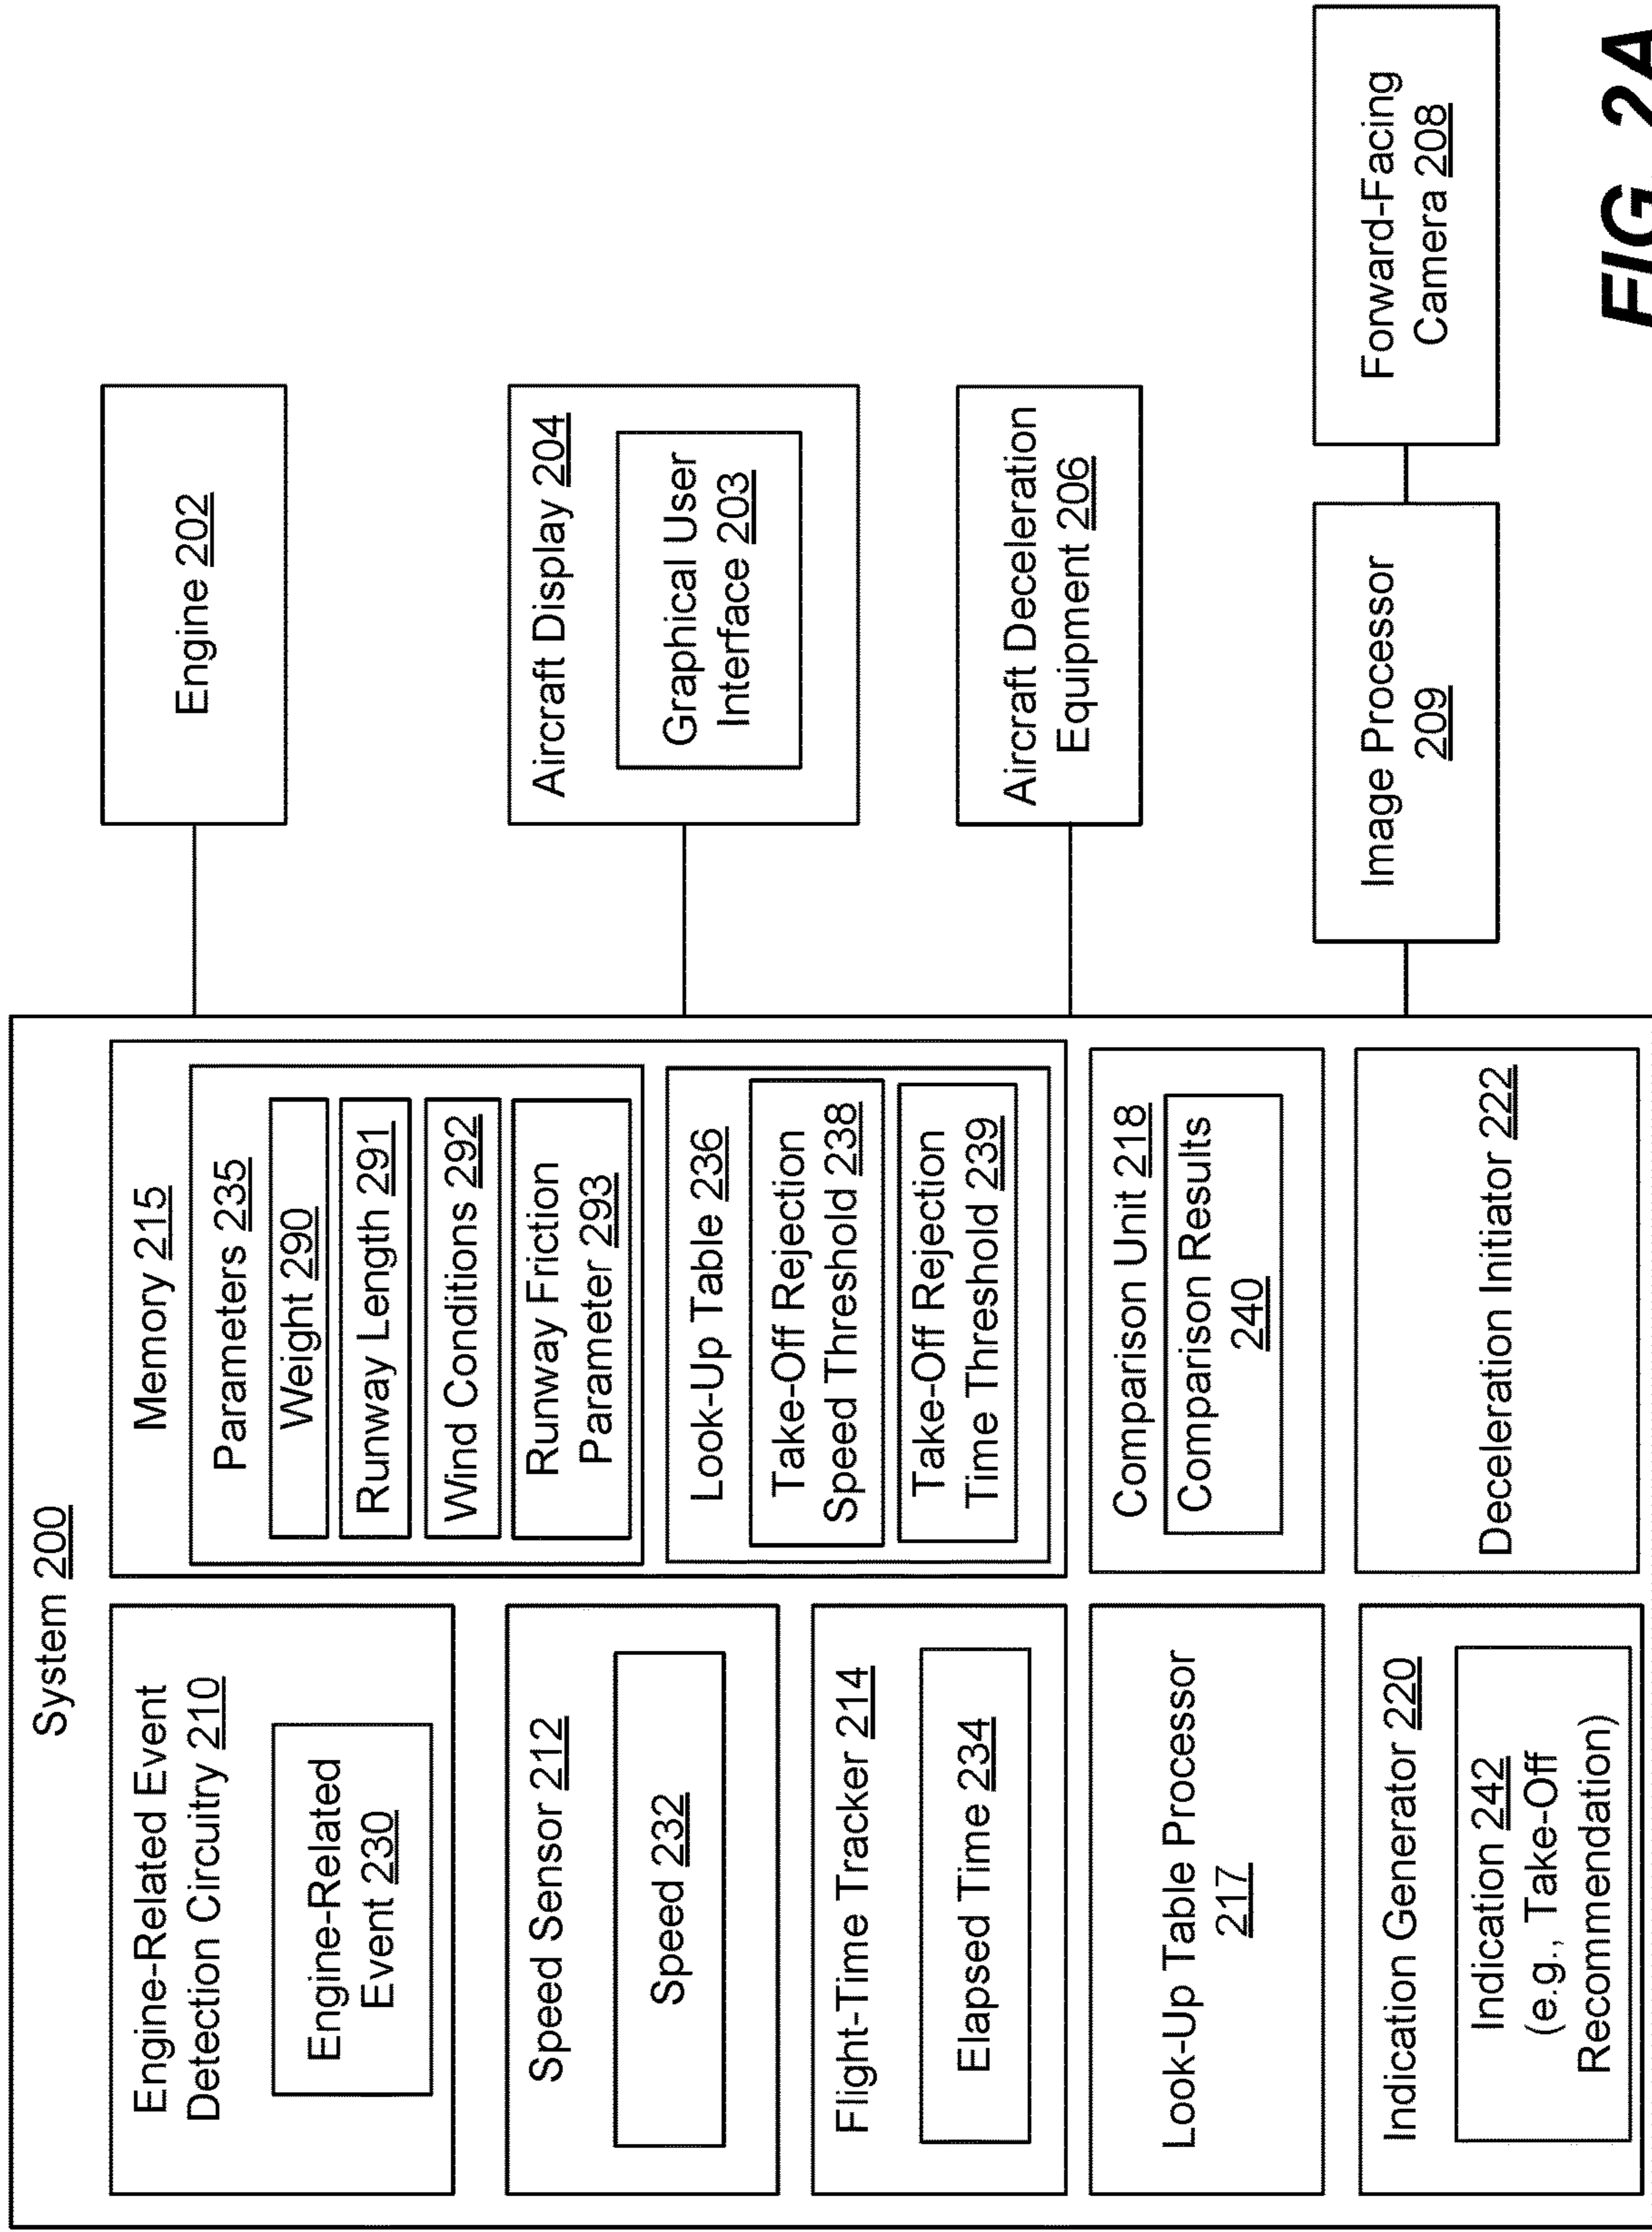 System 200
Engine-Related Event
Detection Circuitry 210
Engine-Related
Event 230
Speed Sensor 212
Speed 232
Flight-Time Tracker 214
Elapsed Time 234
Look-Up Table Processor
217
Indication Generator 220
Indication 242
(e.g., Take-Off
Recommendation)
Memory 215
Parameters 235
Weight 290
Runway Length 291
Wind Conditions 292
Runway Friction
Parameter 293
Look-Up Table 236
Take-Off Rejection
Speed Threshold 238
Take-Off Rejection
Time Threshold 239
Comparison Unit 218
Comparison Results
240
Deceleration Initiator 222
Engine 202
Aircraft Display 204
Graphical User
Interface 203
Aircraft Deceleration
Equipment 206
Image Processor
209
Forward-Facing
Camera 208
FIG. 2A